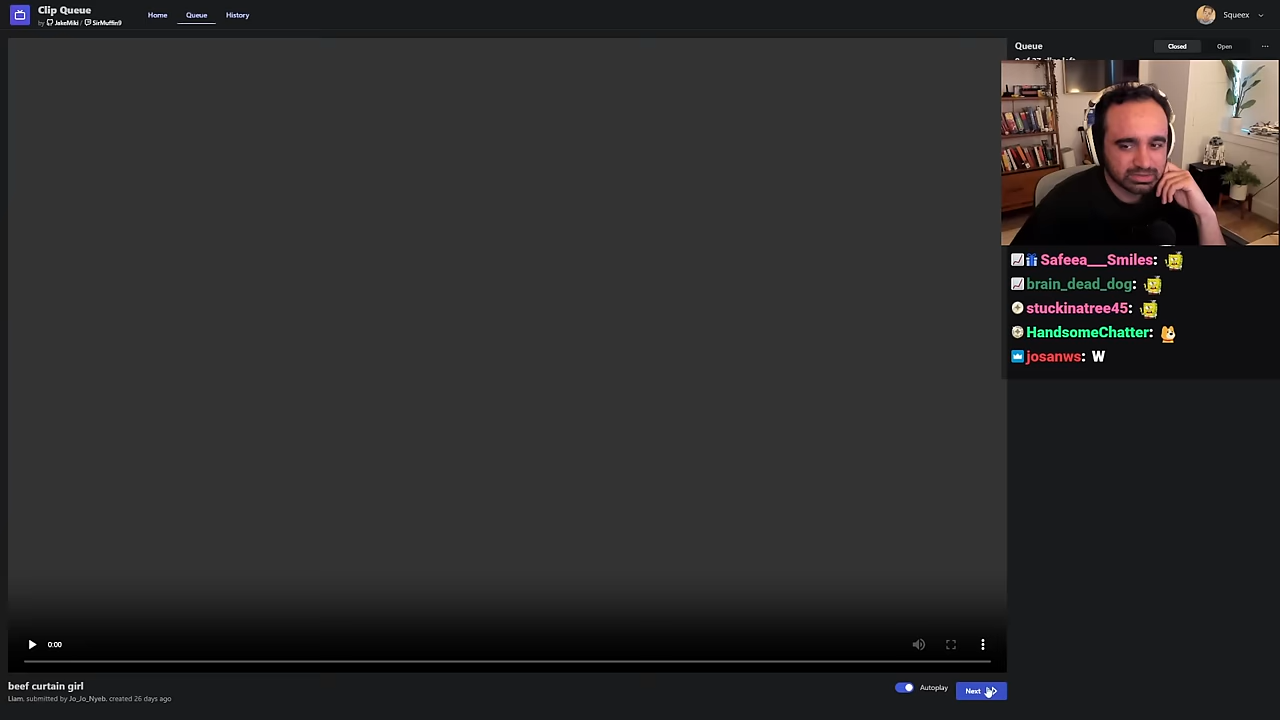 Clip Queue
by JakeMiki / SirMuffin9
Home
Queue
History
Squeex
Queue
Closed
Open
Safeea___Smiles:
brain_dead_dog:
stuckinatree45:
HandsomeChatter:
josanws: W
0:00
beef curtain girl
Liam, submitted by Jo_Jo_Nyeb, created 26 days ago
Autoplay
Next